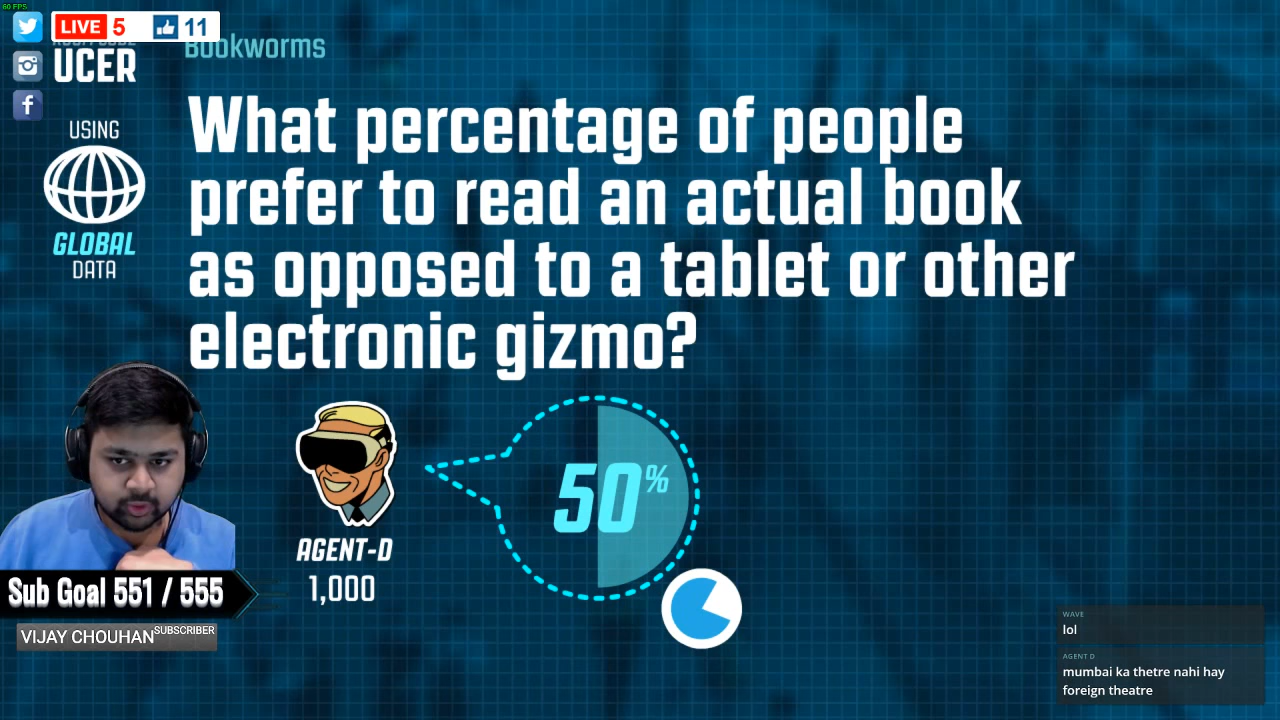 60 FPS
LIVE 5 11
UCER
Bookworms
USING
GLOBAL
DATA
What percentage of people
prefer to read an actual book
as opposed to a tablet or other
electronic gizmo?
50%
AGENT-D
1,000
Sub Goal 551 / 555
VIJAY CHOUHAN SUBSCRIBER
WAVE
lol
AGENT D
mumbai ka thetre nahi hay
foreign theatre